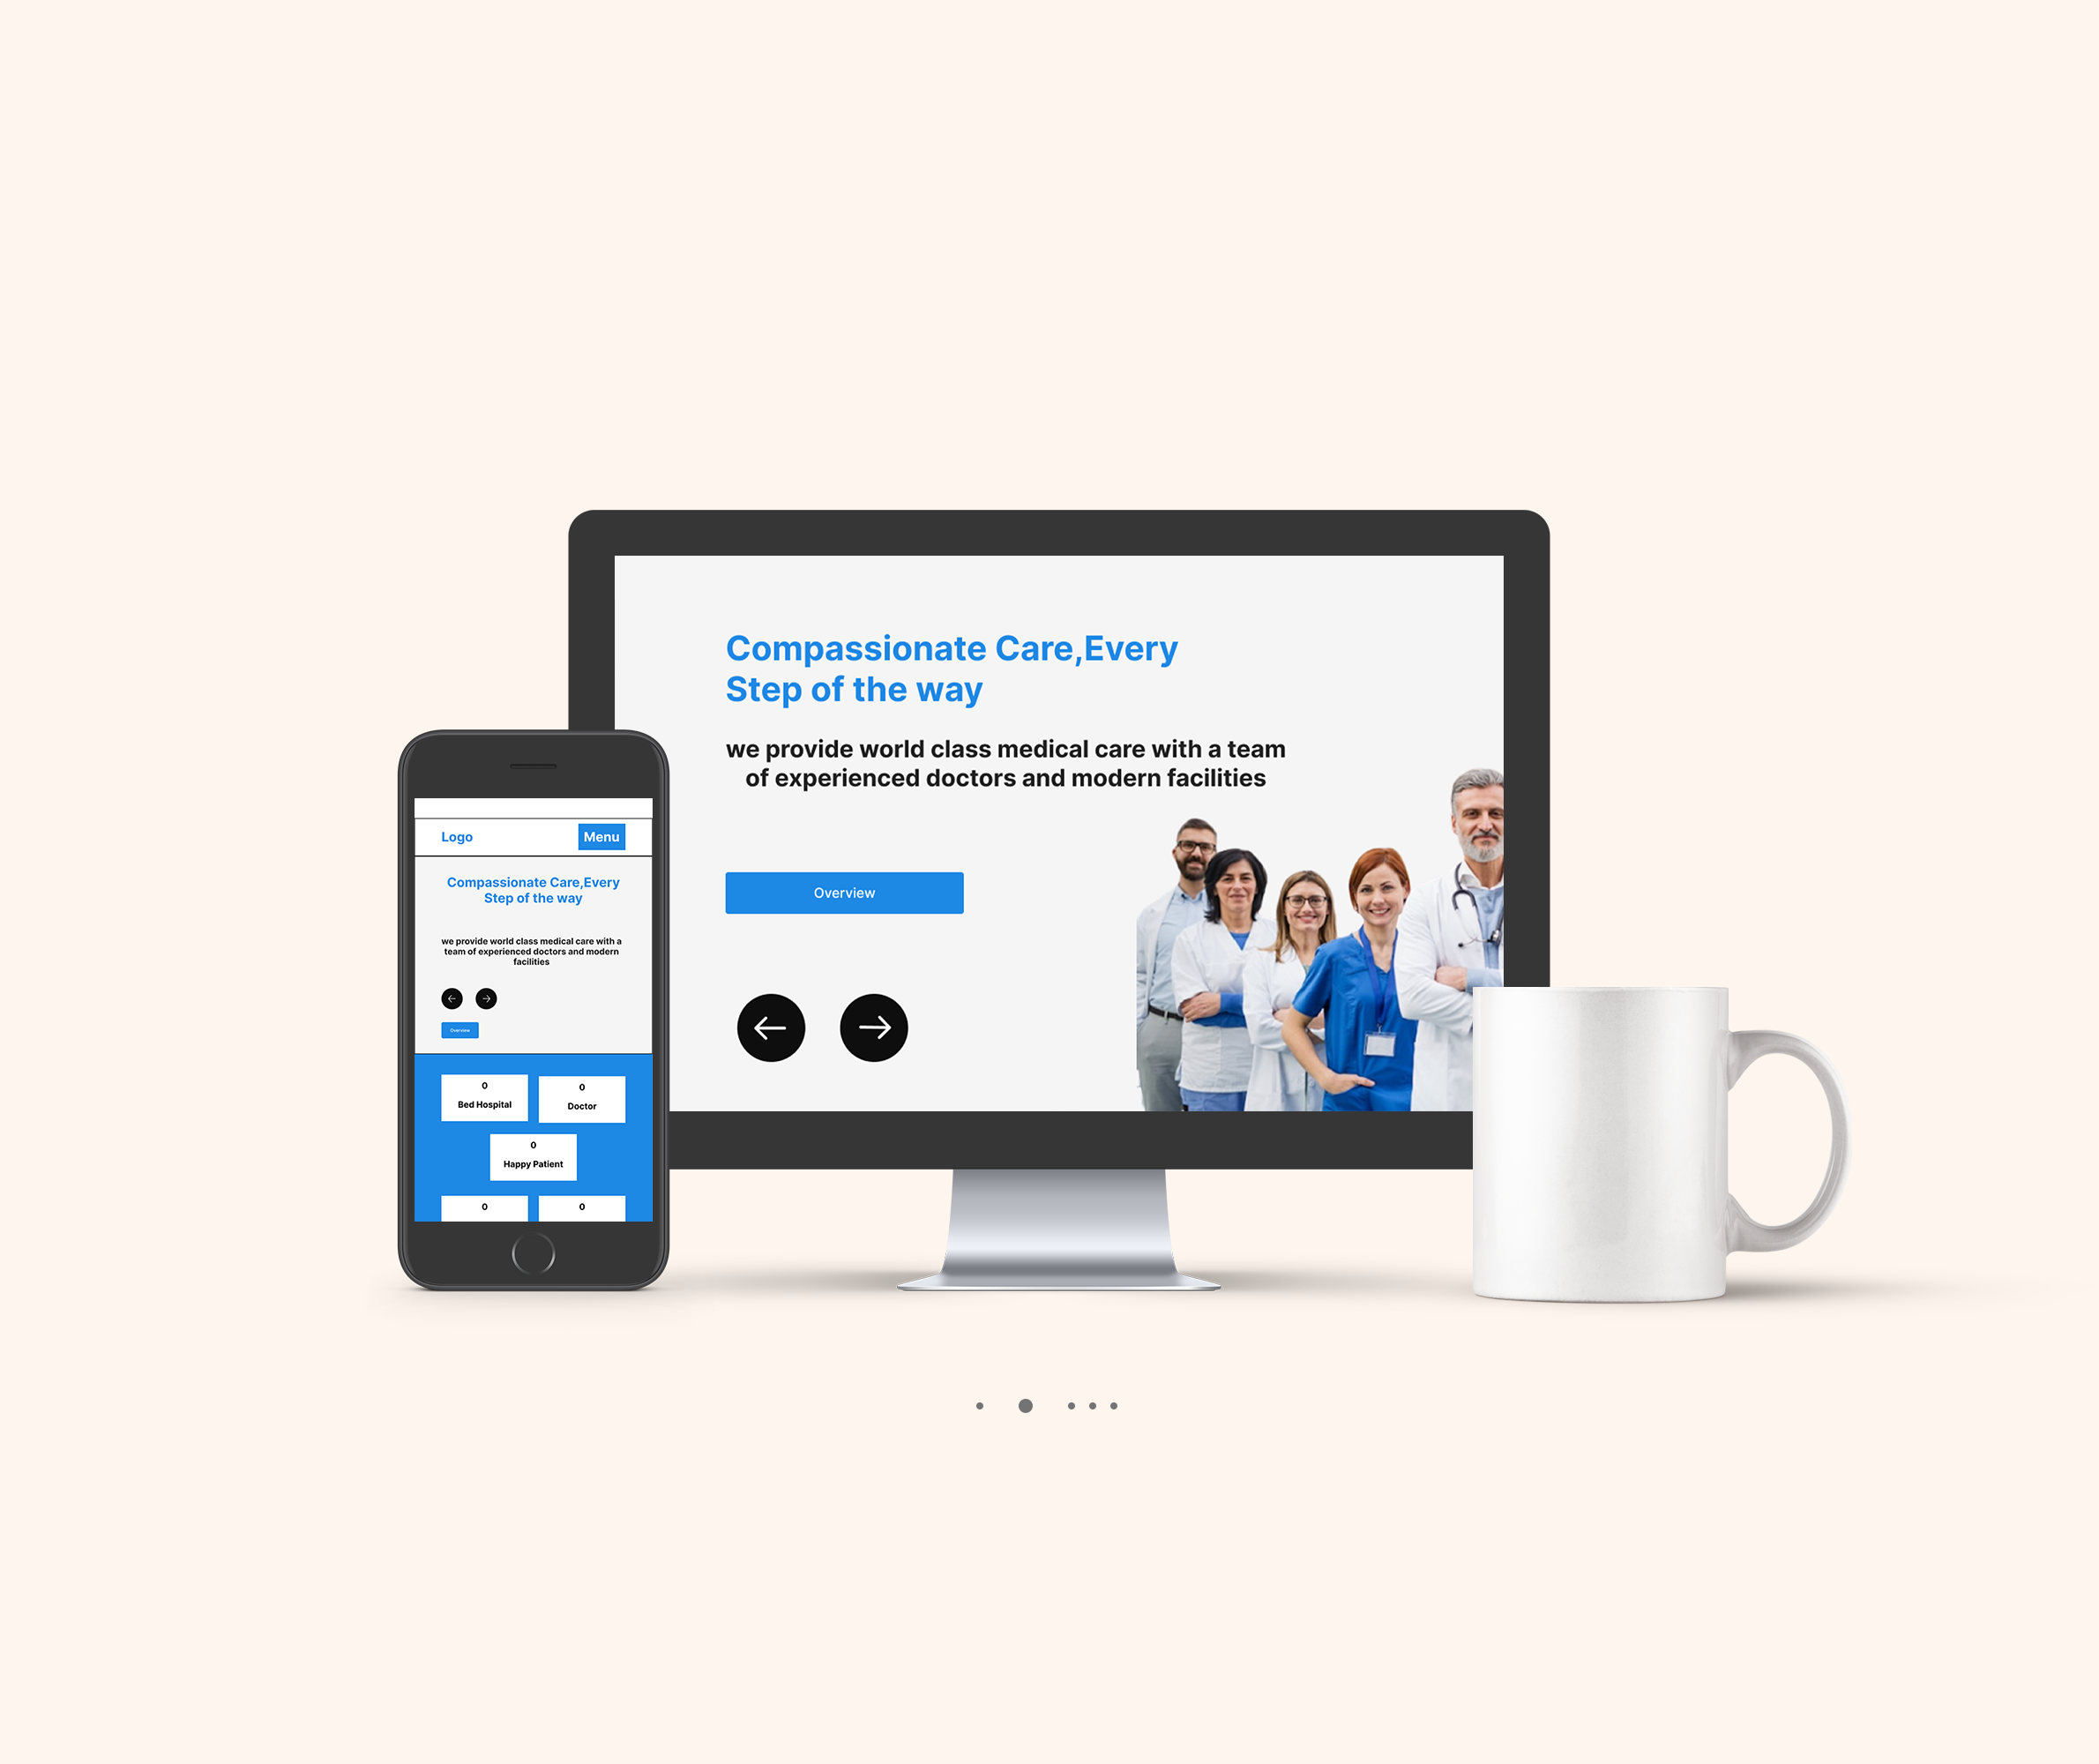 Compassionate Care,Every
Step of the way
we provide world class medical care with a team
of experienced doctors and modern facilities
Overview
Logo
Menu
Compassionate Care,Every
Step of the way
we provide world class medical care with a
team of experienced doctors and modern
facilities
Overview
0
Bed Hospital
0
Doctor
0
Happy Patient
0
0